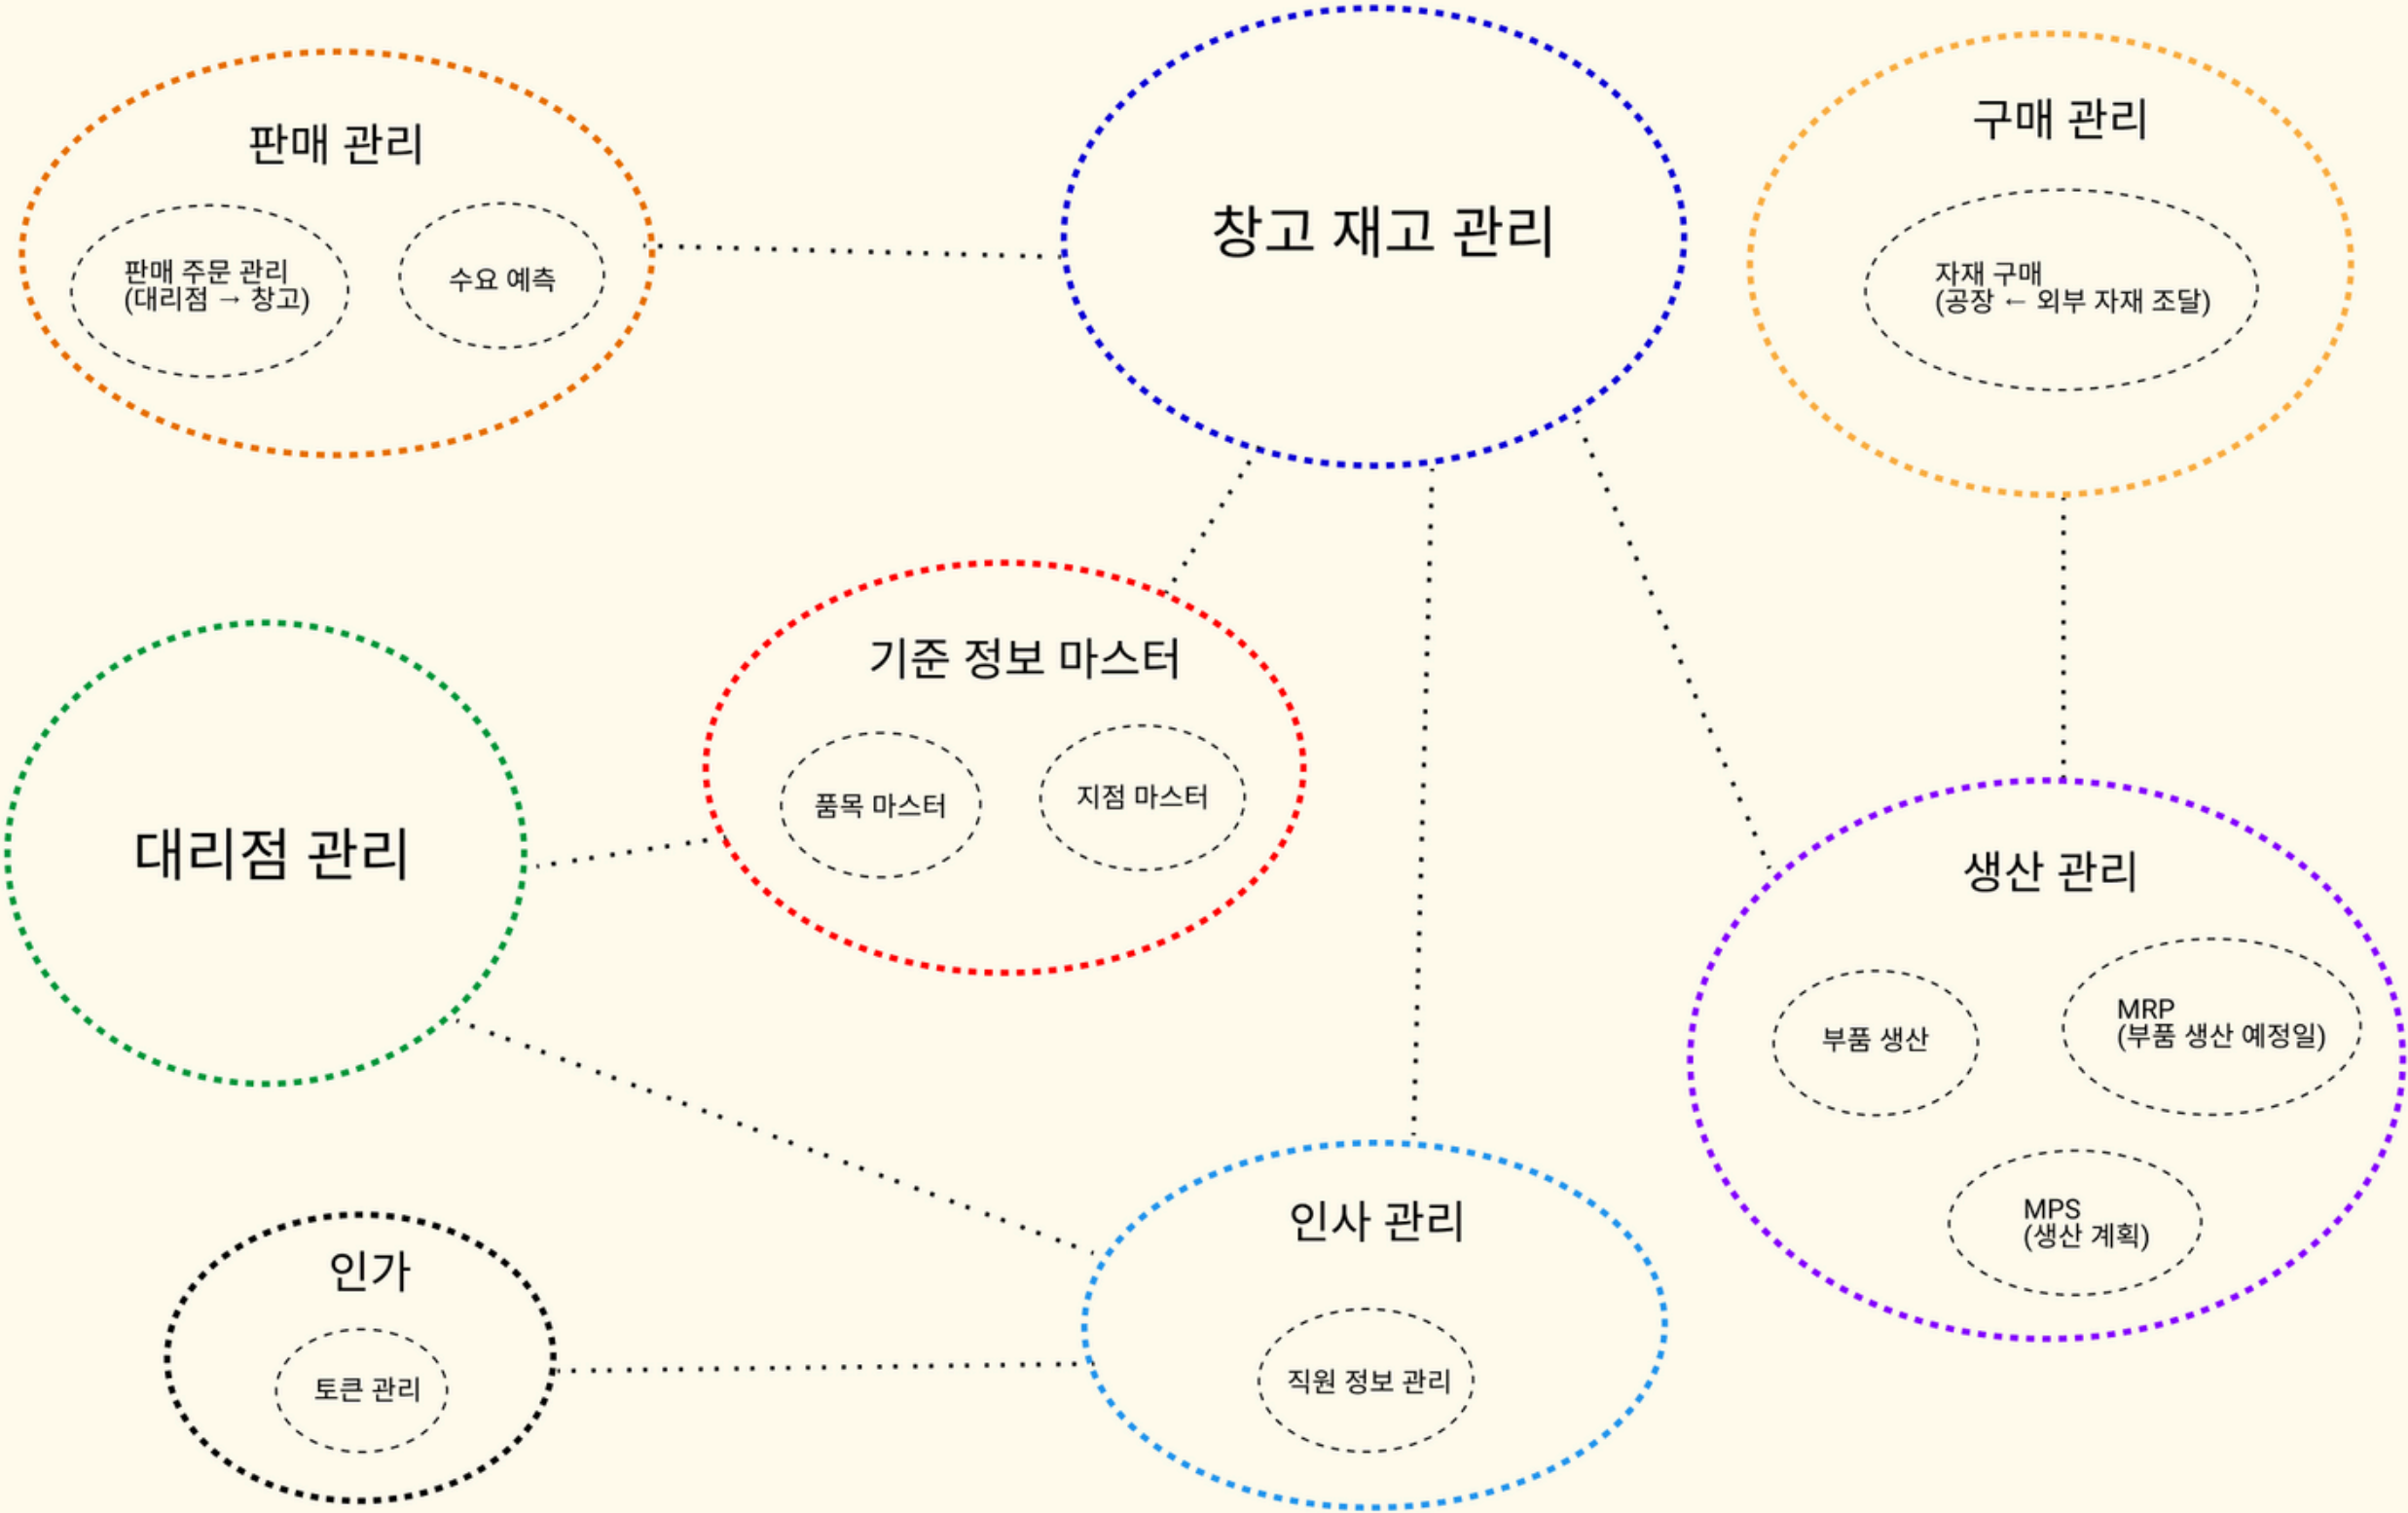 판매 관리
판매 주문 관리
(대리점 → 창고)
수요 예측
창고 재고 관리
구매 관리
자재 구매
(공장 ← 외부 자재 조달)
기준 정보 마스터
품목 마스터
지점 마스터
대리점 관리
생산 관리
부품 생산
MRP
(부품 생산 예정일)
MPS
(생산 계획)
인가
토큰 관리
인사 관리
직원 정보 관리